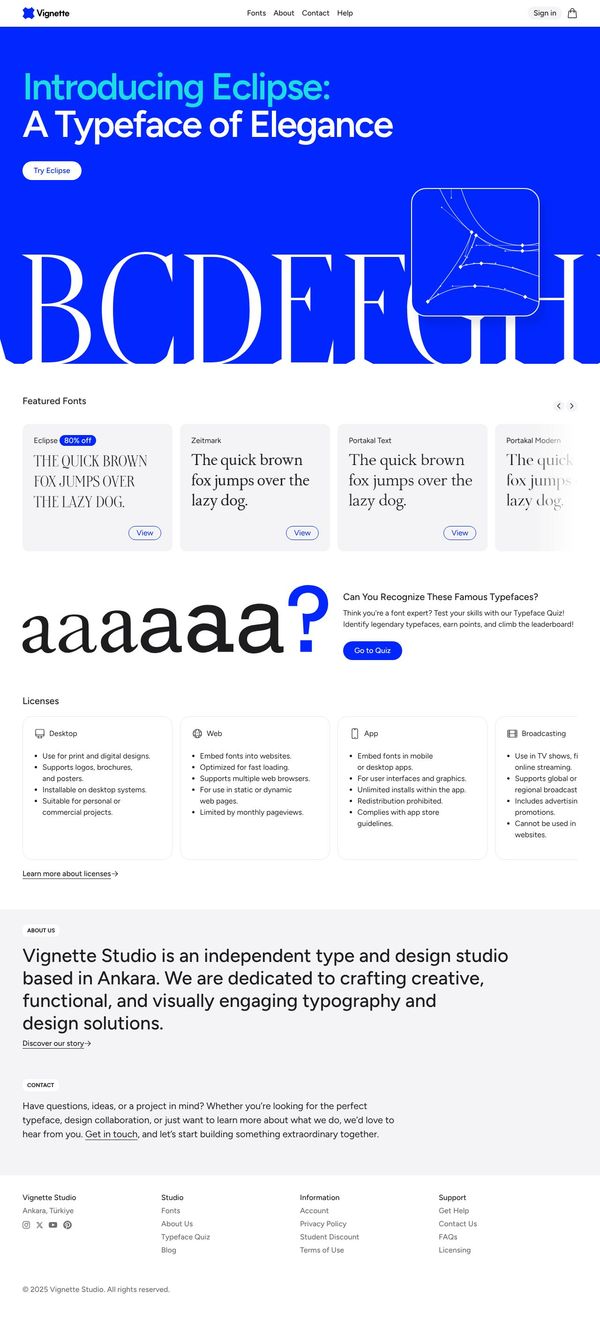 Vignette
Fonts About Contact Help
Sign in
Introducing Eclipse:
A Typeface of Elegance
Try Eclipse
BCDEFGH
Featured Fonts
Eclipse 80% off
THE QUICK BROWN
FOX JUMPS OVER
THE LAZY DOG.
View
Zeitmark
The quick brown
fox jumps over the
lazy dog.
View
Portakal Text
The quick brown
fox jumps over the
lazy dog.
View
Portakal Modern
The quick
fox jumps
lazy dog.
aaaaaa?
Can You Recognize These Famous Typefaces?
Think you're a font expert? Test your skills with our Typeface Quiz!
Identify legendary typefaces, earn points, and climb the leaderboard!
Go to Quiz
Licenses
Desktop
• Use for print and digital designs.
• Supports logos, brochures,
and posters.
• Installable on desktop systems.
• Suitable for personal or
commercial projects.
Web
• Embed fonts into websites.
• Optimized for fast loading.
• Supports multiple web browsers.
• For use in static or dynamic
web pages.
• Limited by monthly pageviews.
App
• Embed fonts in mobile
or desktop apps.
• For user interfaces and graphics.
• Unlimited installs within the app.
• Redistribution prohibited.
• Complies with app store
guidelines.
Broadcasting
• Use in TV shows, fi
online streaming.
• Supports global or
regional broadcast
• Includes advertisin
promotions.
• Cannot be used in
websites.
Learn more about licenses→
ABOUT US
Vignette Studio is an independent type and design studio
based in Ankara. We are dedicated to crafting creative,
functional, and visually engaging typography and
design solutions.
Discover our story→
CONTACT
Have questions, ideas, or a project in mind? Whether you're looking for the perfect
typeface, design collaboration, or just want to learn more about what we do, we'd love to
hear from you. Get in touch, and let's start building something extraordinary together.
Vignette Studio
Ankara, Türkiye
Studio
Fonts
About Us
Typeface Quiz
Blog
Information
Account
Privacy Policy
Student Discount
Terms of Use
Support
Get Help
Contact Us
FAQs
Licensing
© 2025 Vignette Studio. All rights reserved.